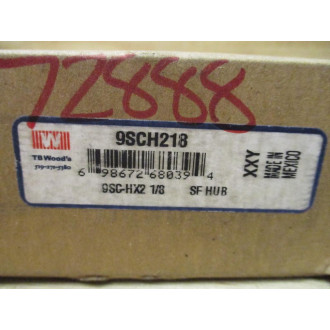 72888
9SCH218
TB Wood's
6 98672 68039 4
9SC-HX2 1/8 SF HUB
XXY
MADE IN
MEXICO